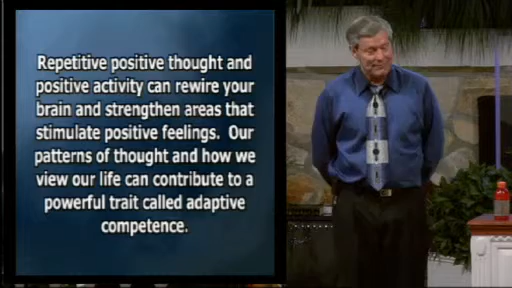 Repetitive positive thought and
positive activity can rewire your
brain and strengthen areas that
stimulate positive feelings. Our
patterns of thought and how we
view our life can contribute to a
powerful trait called adaptive
competence.